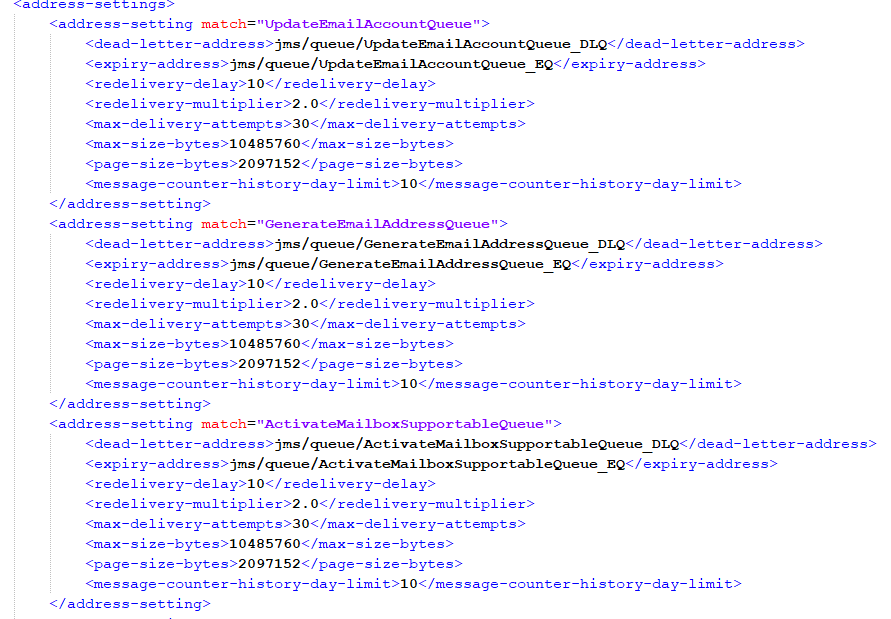 <address-settings>
<address-setting match="UpdateEmailAccountQueue">
<dead-letter-address>jms/queue/UpdateEmailAccountQueue_DLQ</dead-letter-address>
<expiry-address>jms/queue/UpdateEmailAccountQueue_EQ</expiry-address>
<redelivery-delay>10</redelivery-delay>
<redelivery-multiplier>2.0</redelivery-multiplier>
<max-delivery-attempts>30</max-delivery-attempts>
<max-size-bytes>10485760</max-size-bytes>
<page-size-bytes>2097152</page-size-bytes>
<message-counter-history-day-limit>10</message-counter-history-day-limit>
</address-setting>
<address-setting match="GenerateEmailAddressQueue">
<dead-letter-address>jms/queue/GenerateEmailAddressQueue_DLQ</dead-letter-address>
<expiry-address>jms/queue/GenerateEmailAddressQueue_EQ</expiry-address>
<redelivery-delay>10</redelivery-delay>
<redelivery-multiplier>2.0</redelivery-multiplier>
<max-delivery-attempts>30</max-delivery-attempts>
<max-size-bytes>10485760</max-size-bytes>
<page-size-bytes>2097152</page-size-bytes>
<message-counter-history-day-limit>10</message-counter-history-day-limit>
</address-setting>
<address-setting match="ActivateMailboxSupportableQueue">
<dead-letter-address>jms/queue/ActivateMailboxSupportableQueue_DLQ</dead-letter-address>
<expiry-address>jms/queue/ActivateMailboxSupportableQueue_EQ</expiry-address>
<redelivery-delay>10</redelivery-delay>
<redelivery-multiplier>2.0</redelivery-multiplier>
<max-delivery-attempts>30</max-delivery-attempts>
<max-size-bytes>10485760</max-size-bytes>
<page-size-bytes>2097152</page-size-bytes>
<message-counter-history-day-limit>10</message-counter-history-day-limit>
</address-setting>